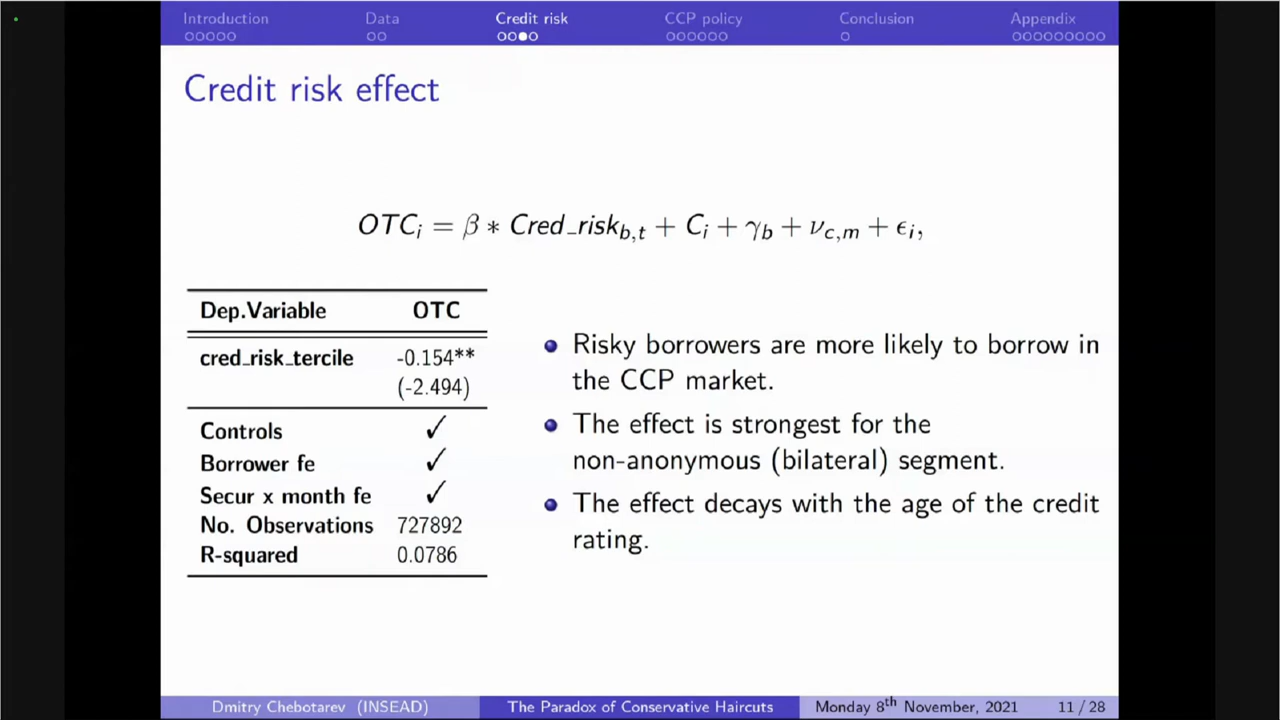 Introduction Data Credit risk CCP policy Conclusion Appendix
Credit risk effect
OTC_i = β ∗ Cred_risk_{b,t} + C_i + γ_b + ν_{c,m} + ϵ_i,
Dep.Variable OTC
cred_risk_tercile -0.154**
(-2.494)
Controls ✓
Borrower fe ✓
Secur x month fe ✓
No. Observations 727892
R-squared 0.0786
Risky borrowers are more likely to borrow in
the CCP market.
The effect is strongest for the
non-anonymous (bilateral) segment.
The effect decays with the age of the credit
rating.
Dmitry Chebotarev (INSEAD) The Paradox of Conservative Haircuts Monday 8th November, 2021 11 / 28